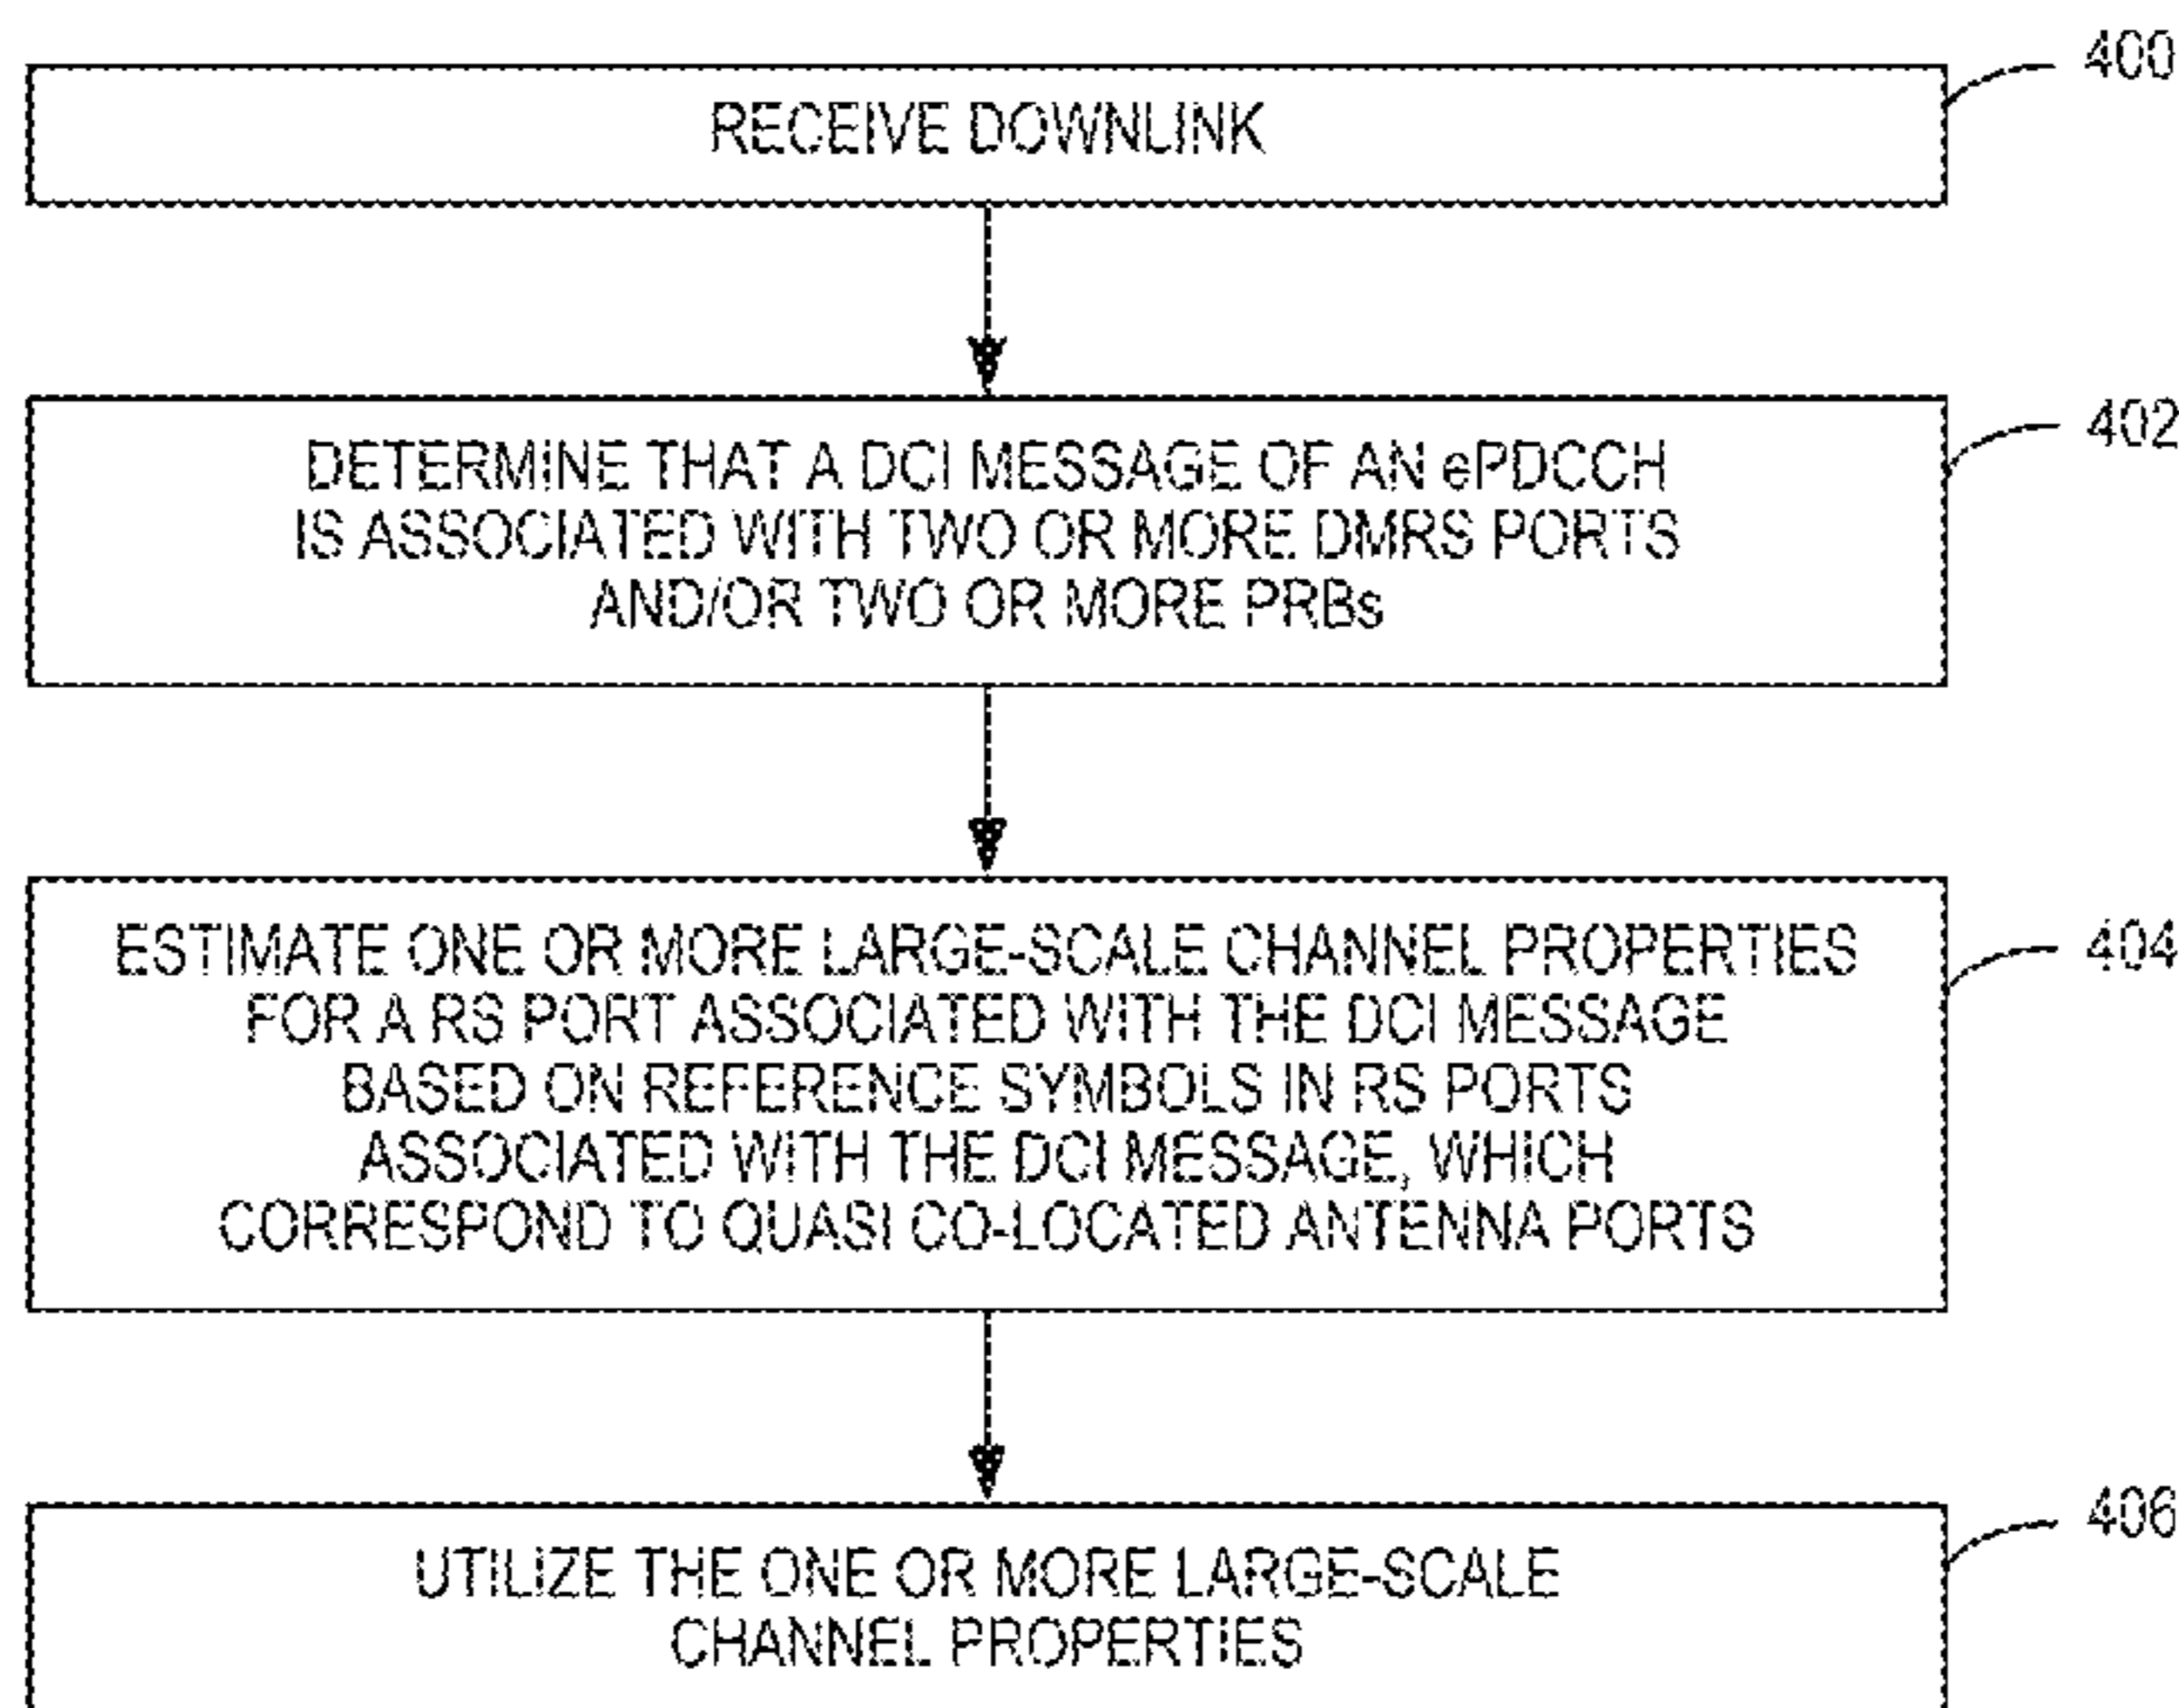 400
RECEIVE DOWNLINK
402
DETERMINE THAT A DCI MESSAGE OF AN ePDCCH
IS ASSOCIATED WITH TWO OR MORE DMRS PORTS
AND/OR TWO OR MORE PRBs
404
ESTIMATE ONE OR MORE LARGE-SCALE CHANNEL PROPERTIES
FOR A RS PORT ASSOCIATED WITH THE DCI MESSAGE
BASED ON REFERENCE SYMBOLS IN RS PORTS
ASSOCIATED WITH THE DCI MESSAGE, WHICH
CORRESPOND TO QUASI CO-LOCATED ANTENNA PORTS
406
UTILIZE THE ONE OR MORE LARGE-SCALE
CHANNEL PROPERTIES